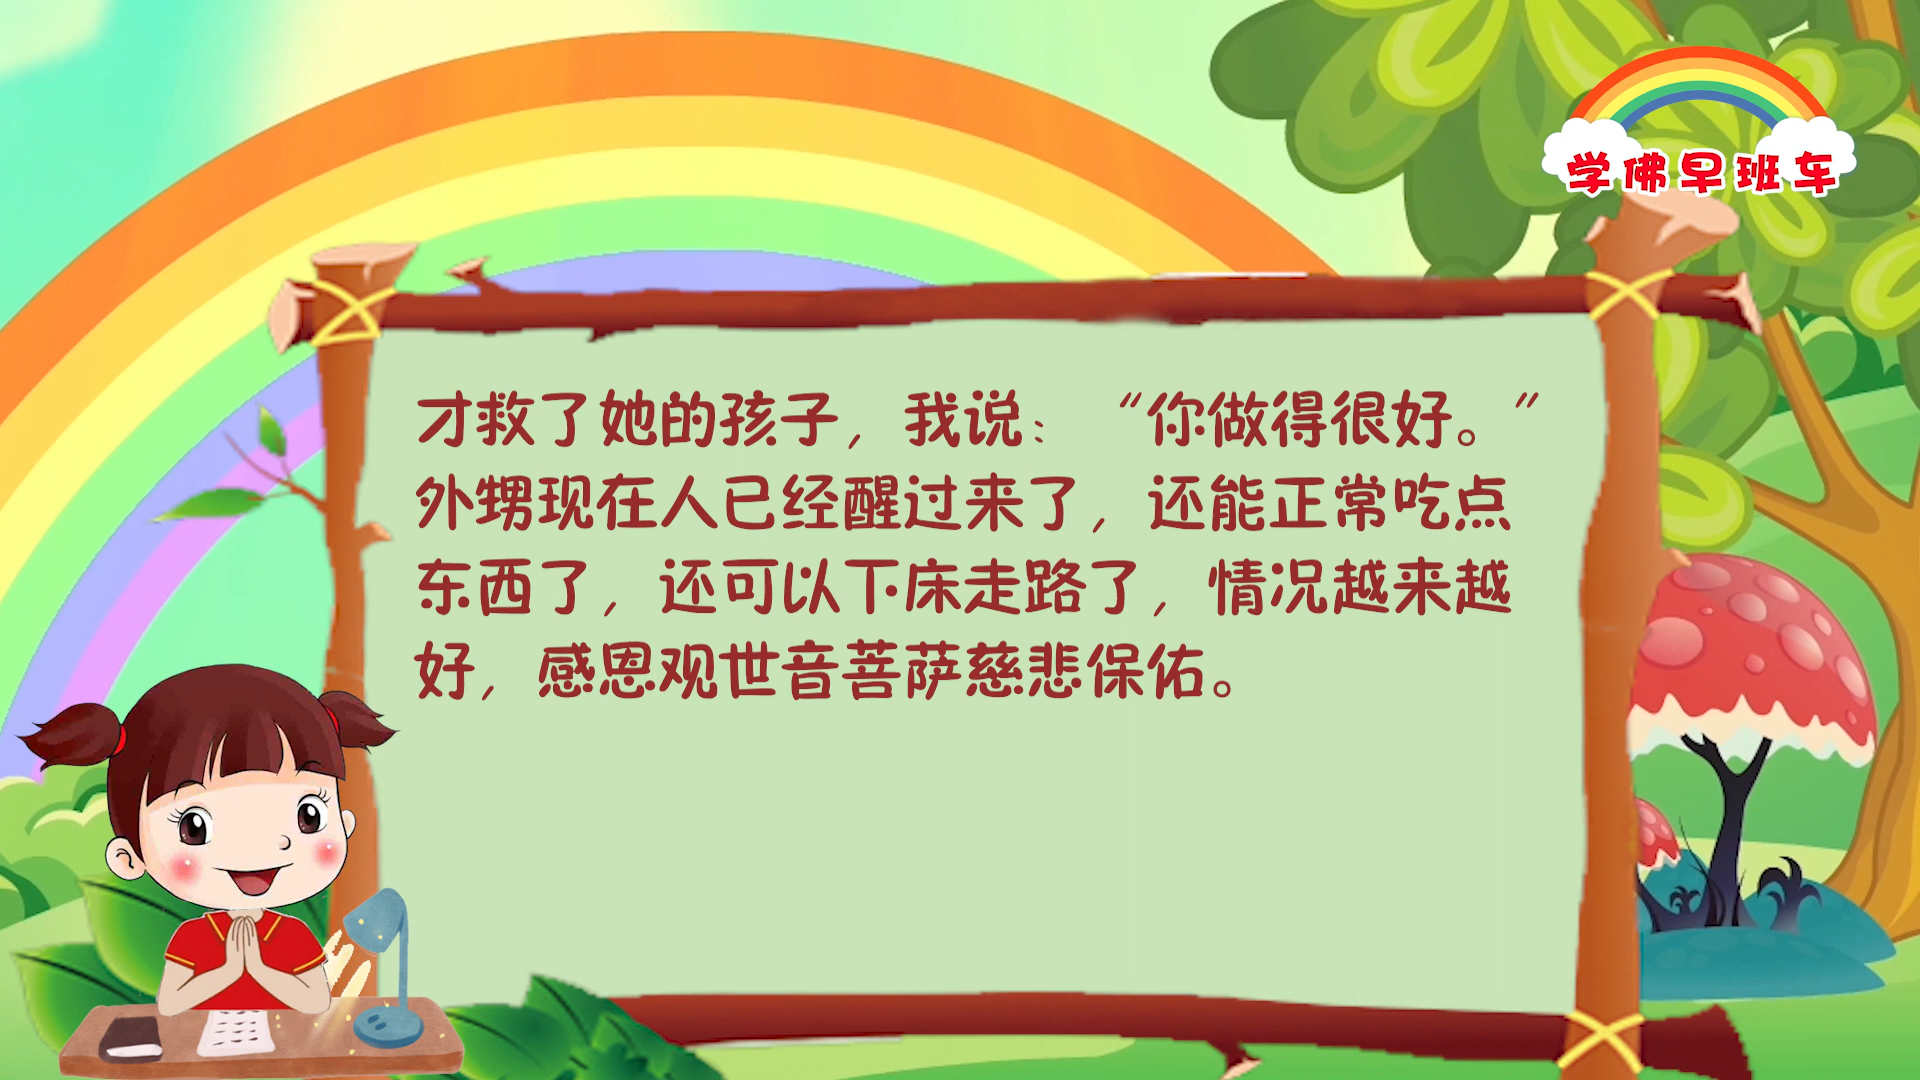 学佛早班车
才救了她的孩子，我说：“你做得很好。”
外甥现在人已经醒过来了，还能正常吃点
东西了，还可以下床走路了，情况越来越
好，感恩观世音菩萨慈悲保佑。